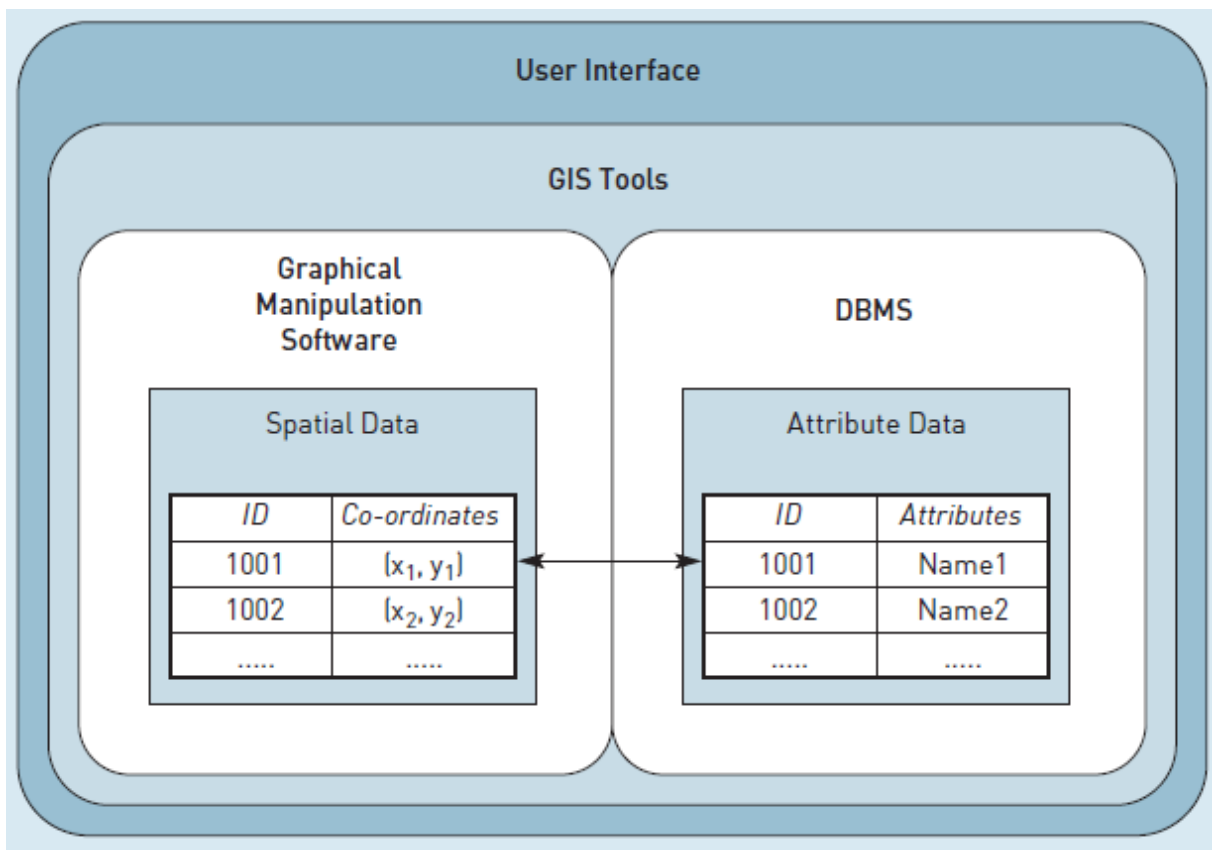 User Interface
GIS Tools
Graphical
Manipulation
Software
Spatial Data
ID Co-ordinates
1001 (x₁, y₁)
1002 (x₂, y₂)
..... .....
DBMS
Attribute Data
ID Attributes
1001 Name1
1002 Name2
..... .....